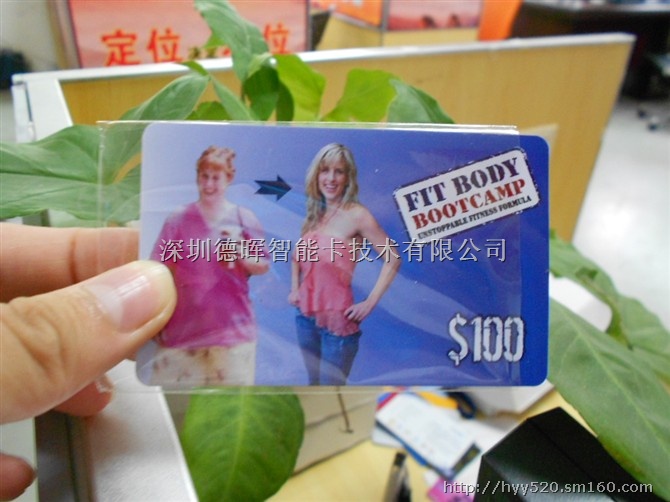 定位
位
FIT BODY
BOOTCAMP
UNSTOPPABLE FITNESS FORMULA
深圳德晖智能卡技术有限公司
$100
http://hyy520.sm160.com